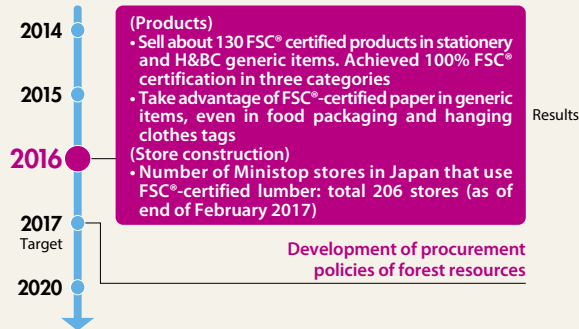 2014
2015
2016
2017
Target
2020
(Products)
• Sell about 130 FSC® certified products in stationery
and H&BC generic items. Achieved 100% FSC®
certification in three categories
• Take advantage of FSC®-certified paper in generic
items, even in food packaging and hanging
clothes tags
(Store construction)
• Number of Ministop stores in Japan that use
FSC®-certified lumber: total 206 stores (as of
end of February 2017)
Results
Development of procurement
policies of forest resources